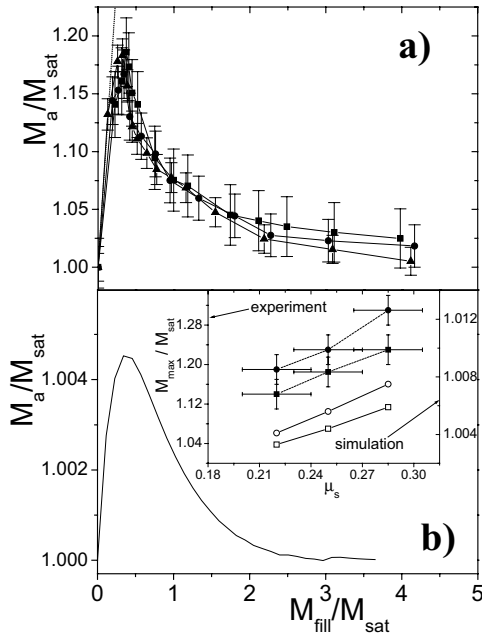 a)
1.20
1.15
1.10
1.05
1.00
M_a/M_sat
experiment
1.28
1.20
1.12
1.04
M_max / M_sat
1.012
1.008
1.004
simulation
0.18 0.21 0.24 0.27 0.30
μ_s
1.004
1.002
1.000
M_a/M_sat
b)
0 1 2 3 4 5
M_fill/M_sat